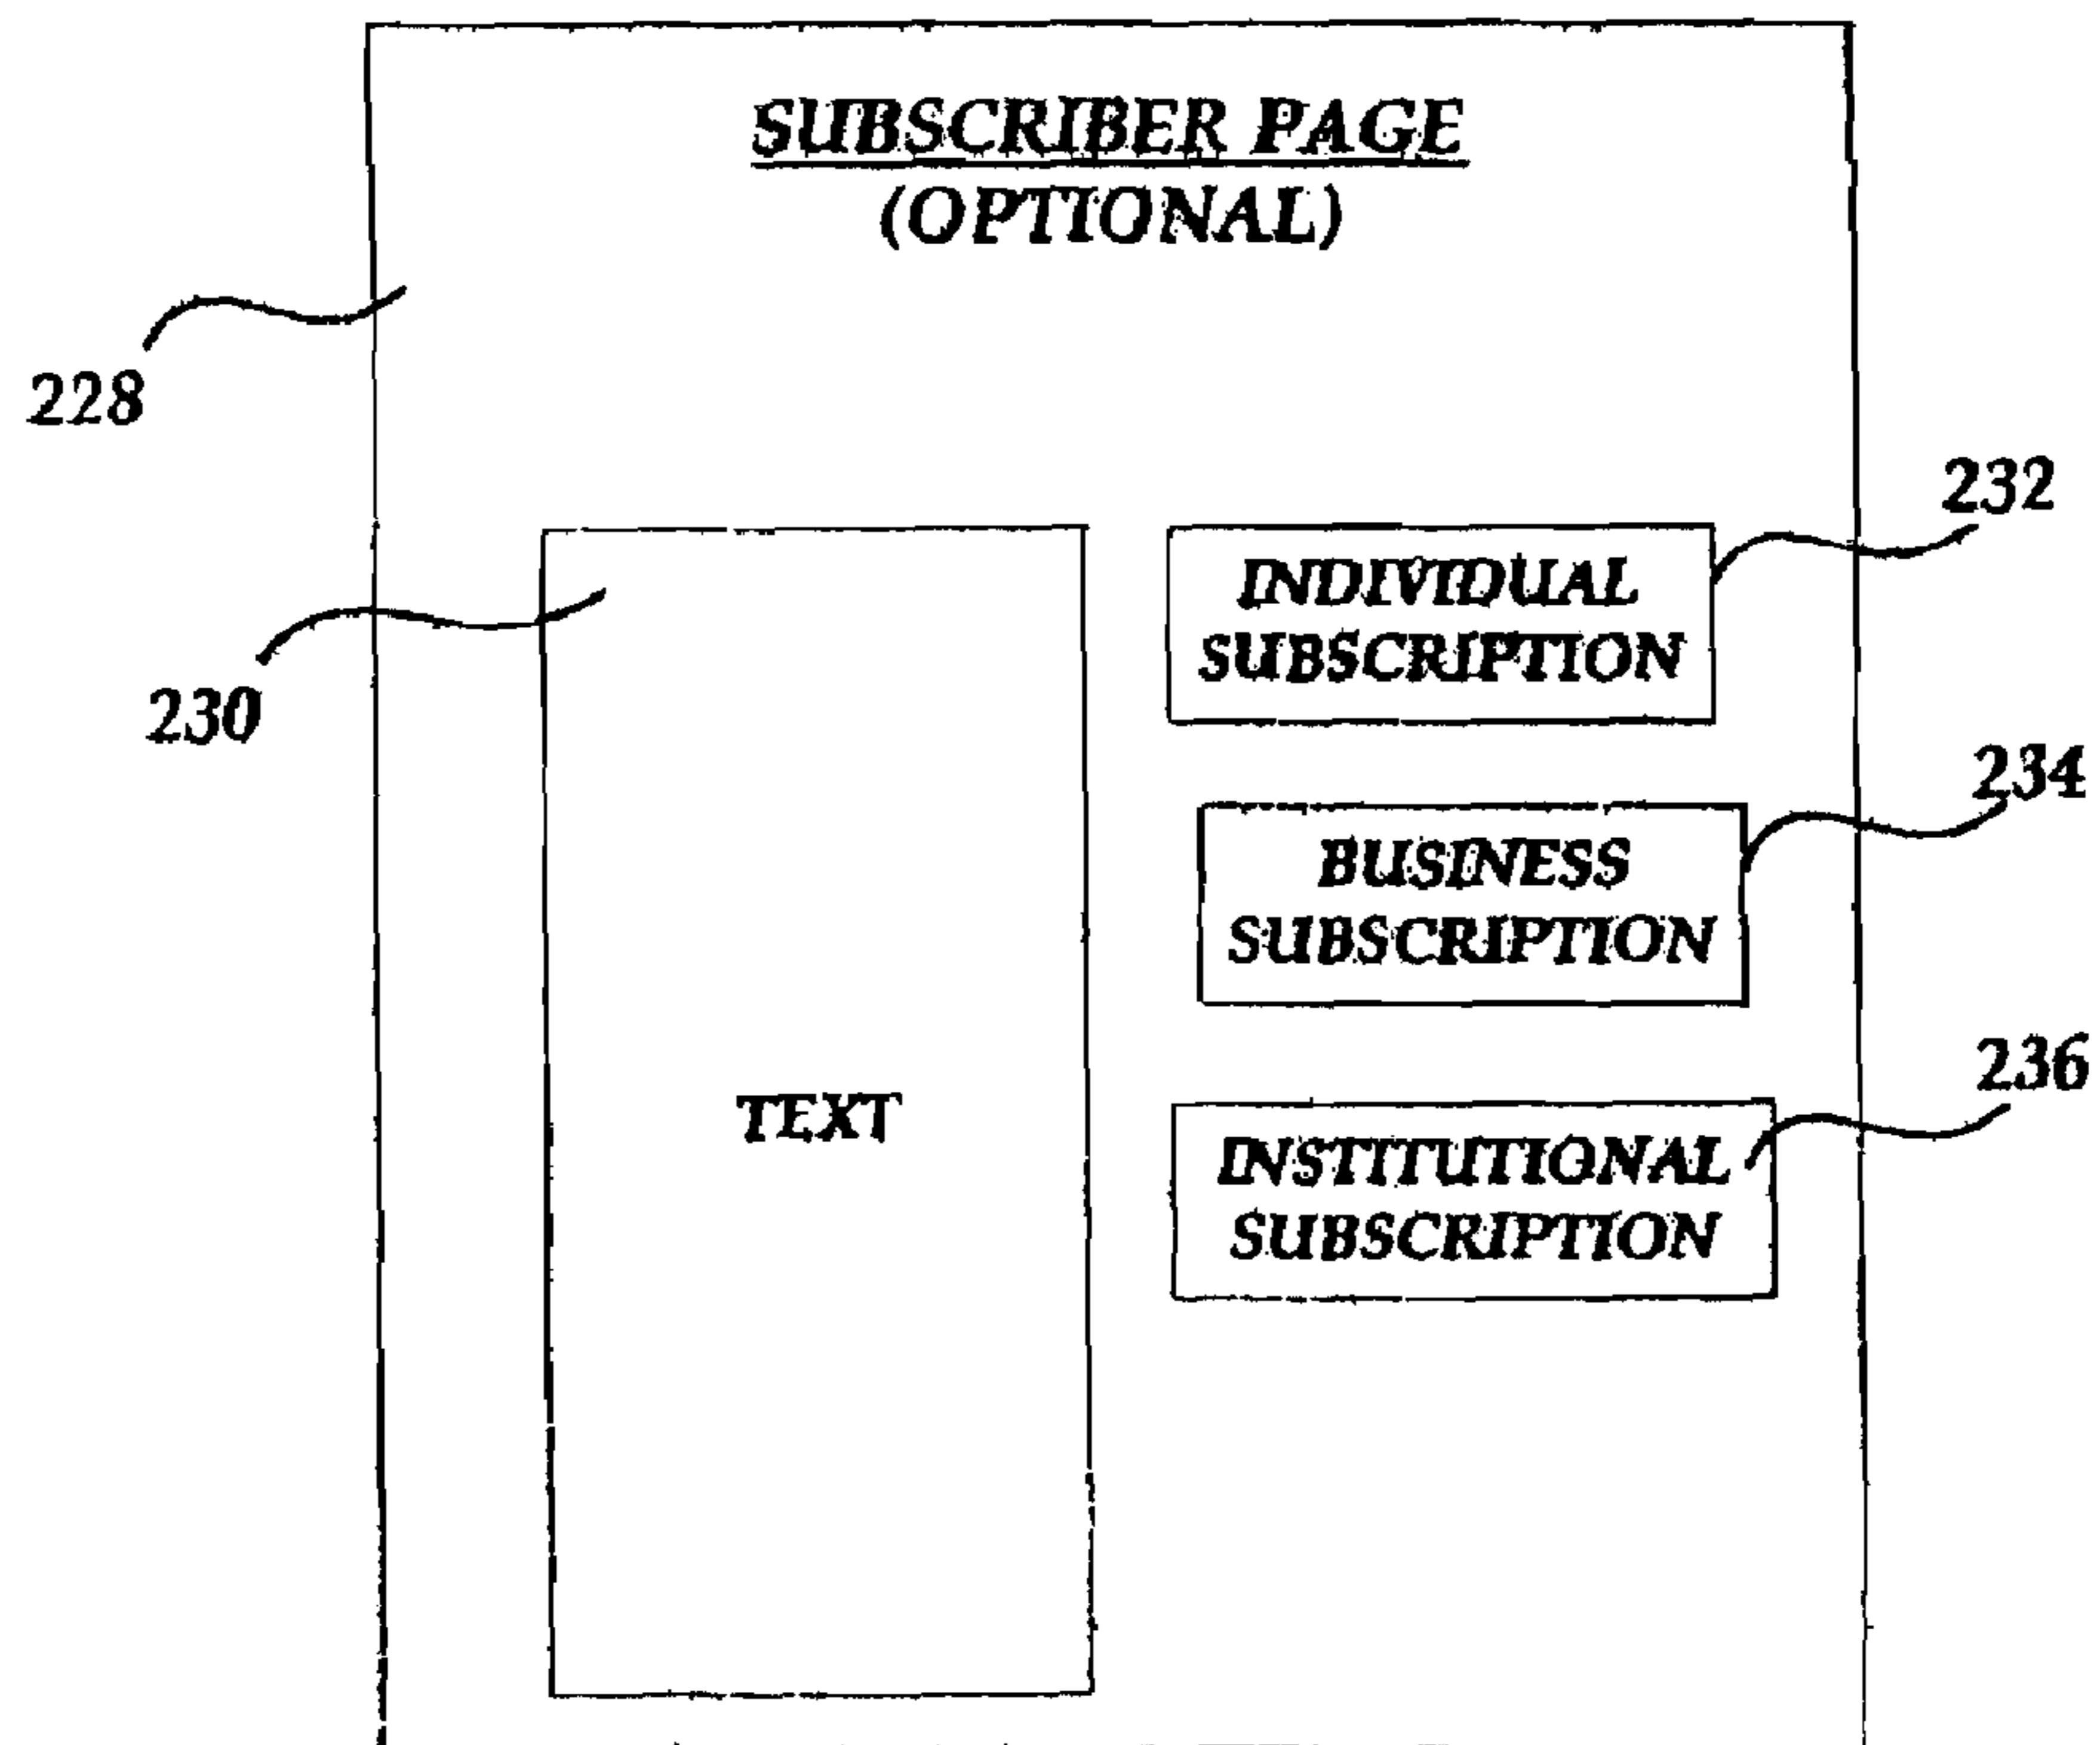 SUBSCRIBER PAGE
(OPTIONAL)
228
232
INDIVIDUAL
SUBSCRIPTION
230
234
BUSINESS
SUBSCRIPTION
236
TEXT
INSTITUTIONAL
SUBSCRIPTION